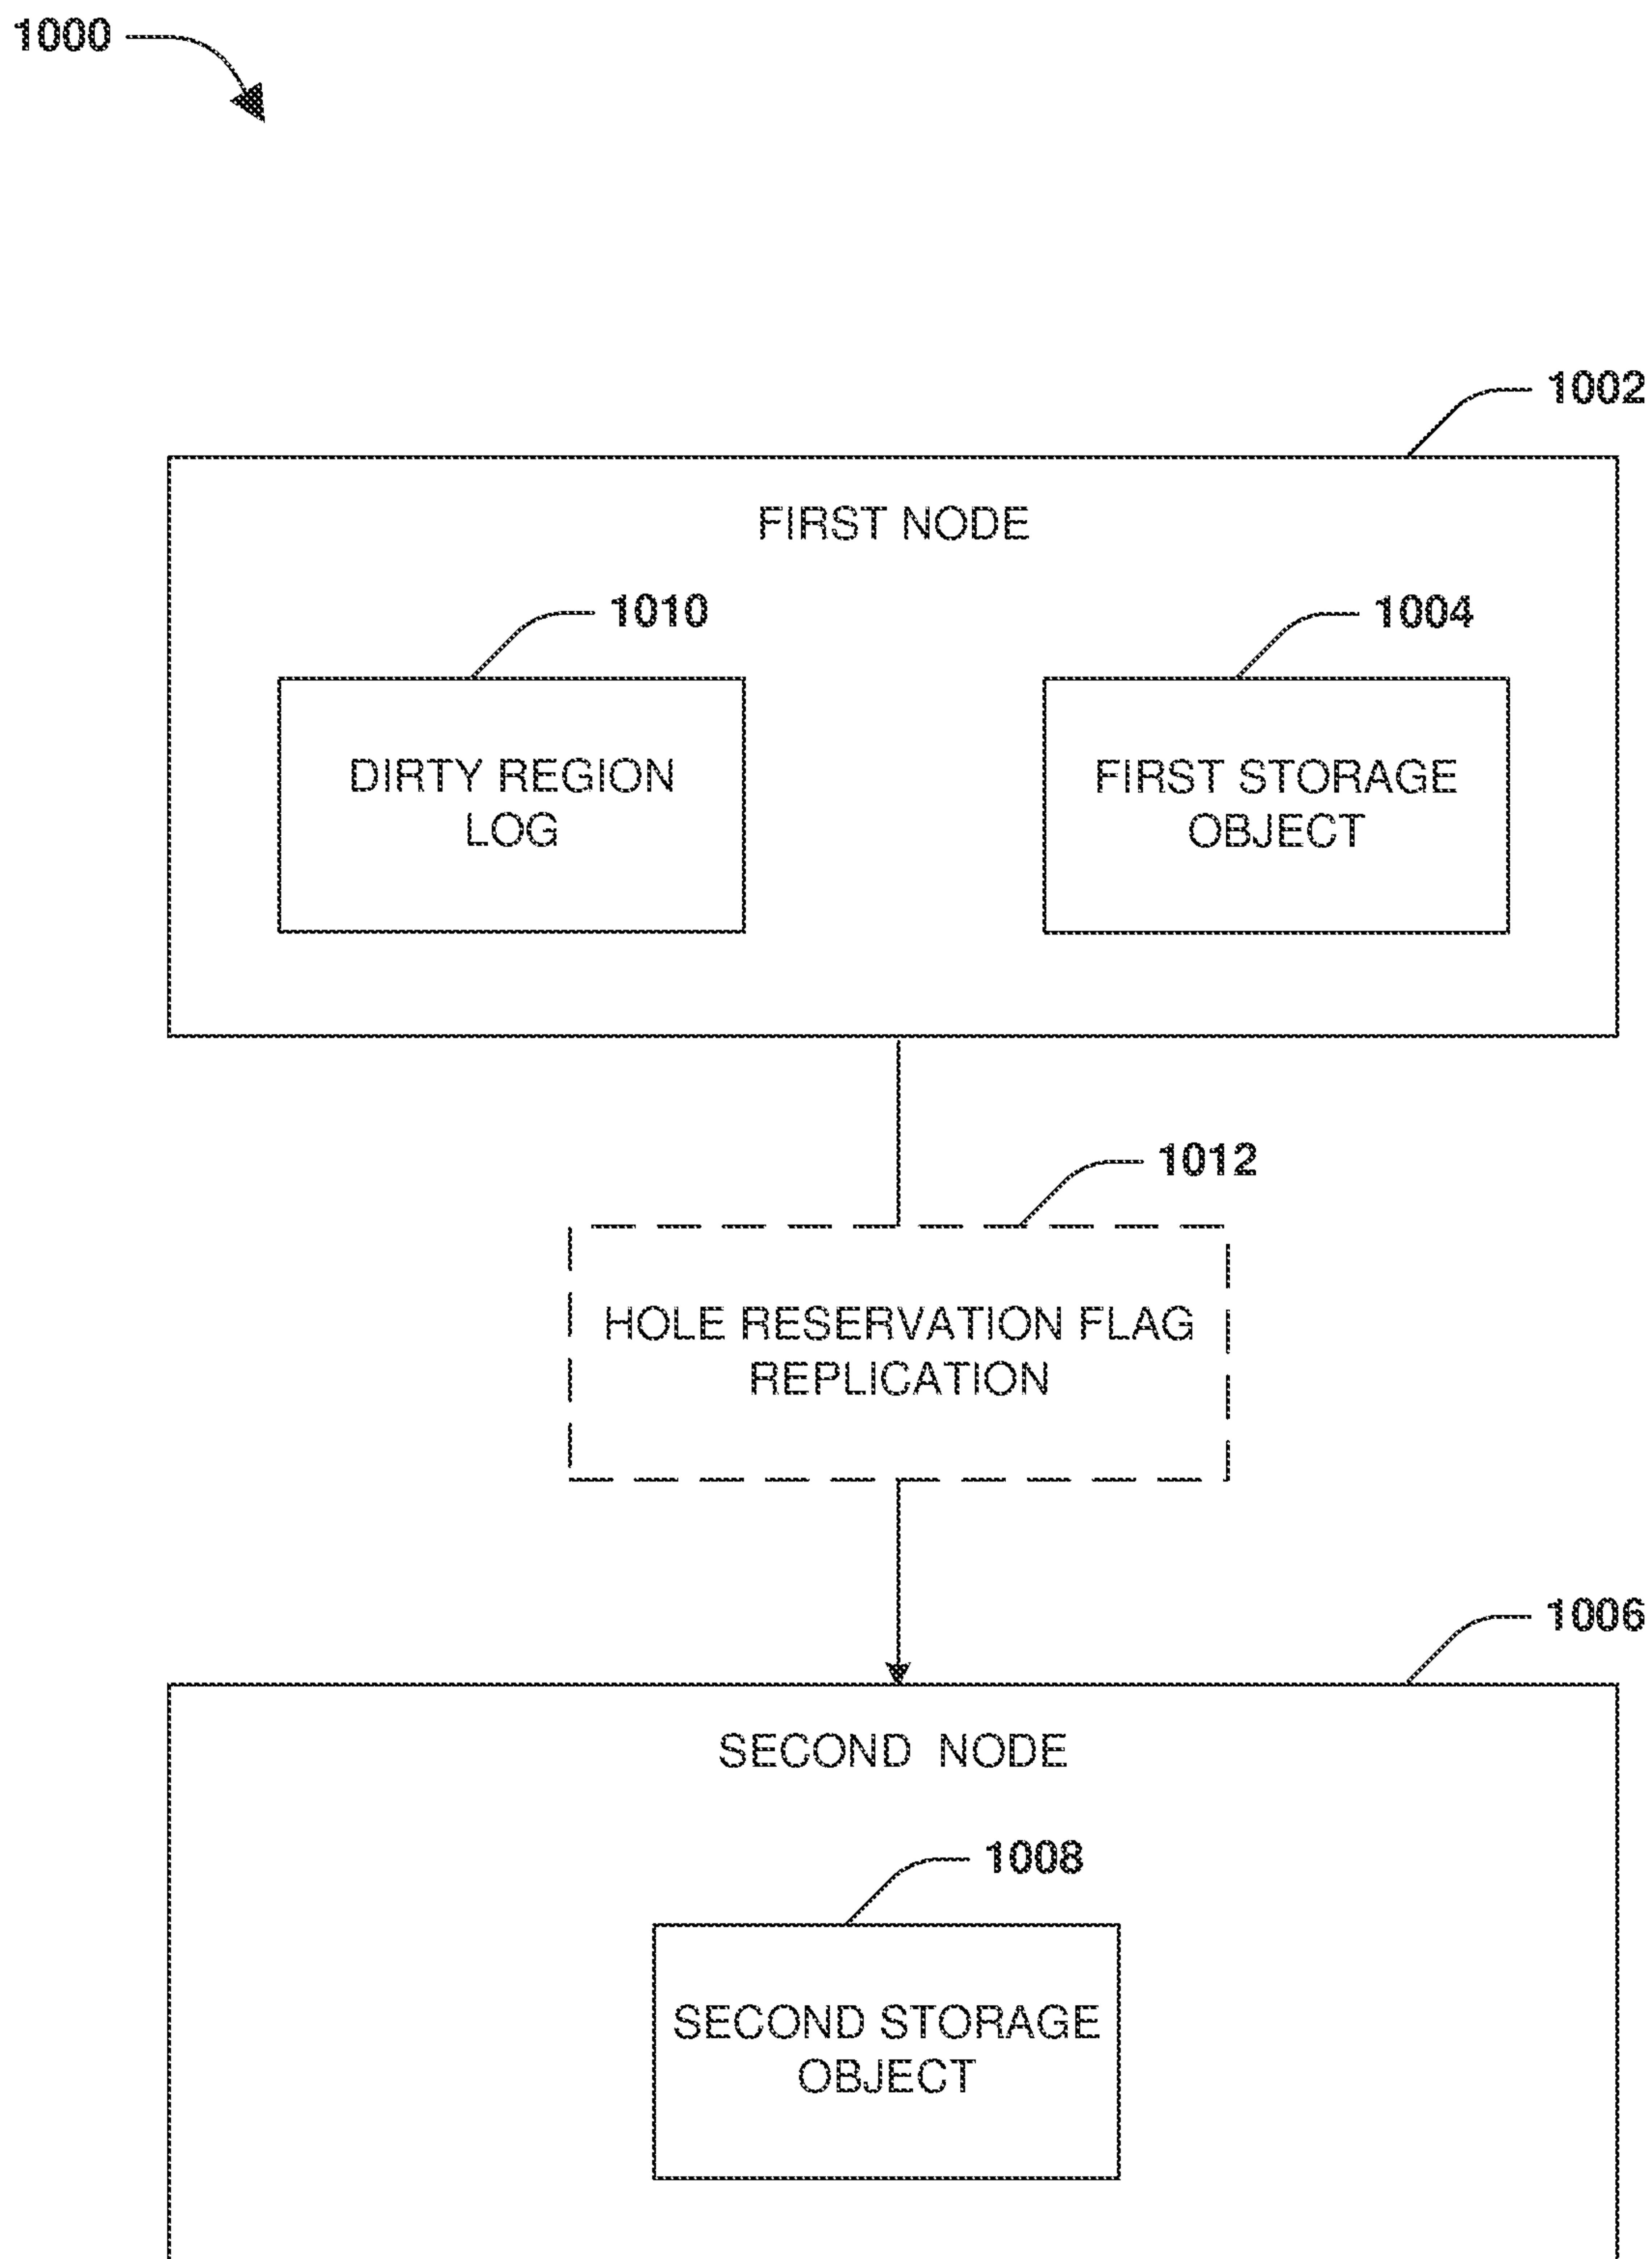 1000
1002
FIRST NODE
1010
1004
DIRTY REGION
LOG
FIRST STORAGE
OBJECT
1012
HOLE RESERVATION FLAG
REPLICATION
1006
SECOND NODE
1008
SECOND STORAGE
OBJECT